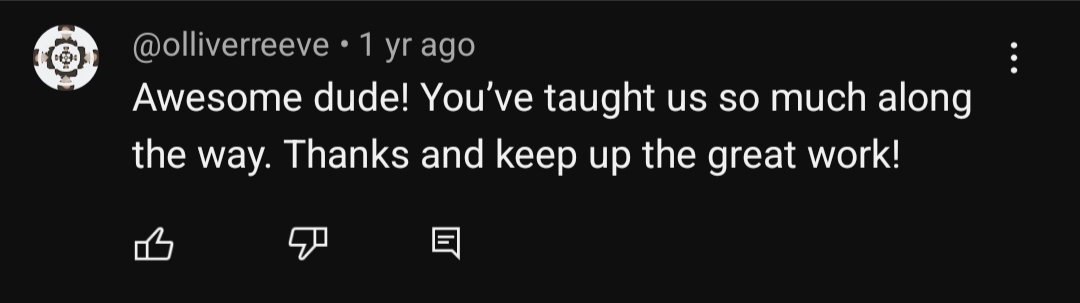 @olliverreeve • 1 yr ago
Awesome dude! You’ve taught us so much along
the way. Thanks and keep up the great work!